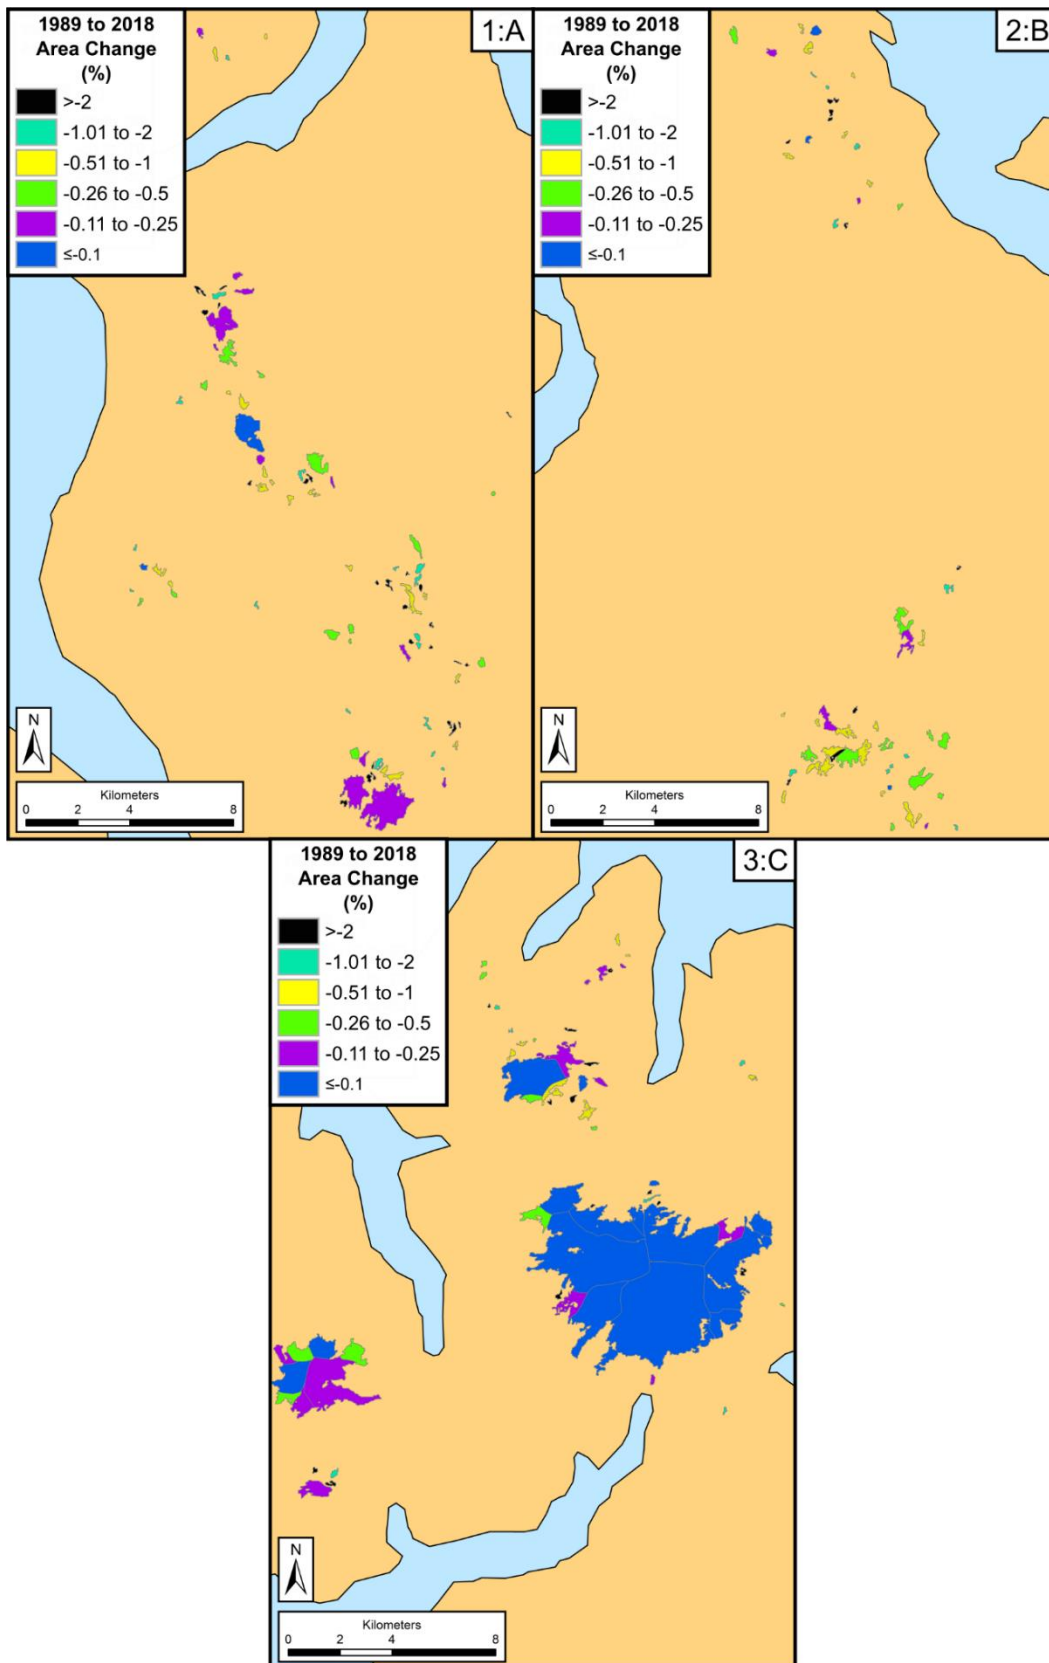 1989 to 2018
Area Change
(%)
>-2
-1.01 to -2
-0.51 to -1
-0.26 to -0.5
-0.11 to -0.25
≤-0.1
1:A
N
Kilometers
0 2 4 8
1989 to 2018
Area Change
(%)
>-2
-1.01 to -2
-0.51 to -1
-0.26 to -0.5
-0.11 to -0.25
≤-0.1
2:B
N
Kilometers
0 2 4 8
1989 to 2018
Area Change
(%)
>-2
-1.01 to -2
-0.51 to -1
-0.26 to -0.5
-0.11 to -0.25
≤-0.1
3:C
N
Kilometers
0 2 4 8